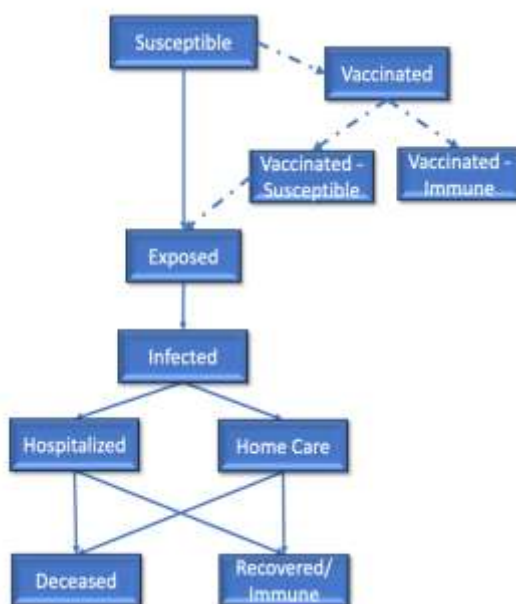 Susceptible
Vaccinated
Vaccinated -
Susceptible
Vaccinated -
Immune
Exposed
Infected
Hospitalized
Home Care
Deceased
Recovered/
Immune